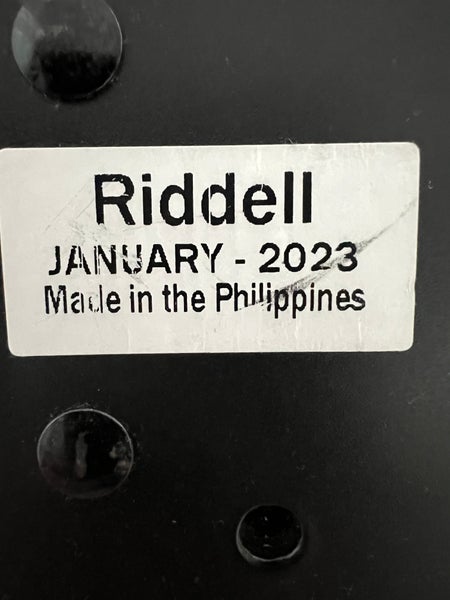 Riddell
JANUARY - 2023
Made in the Philippines